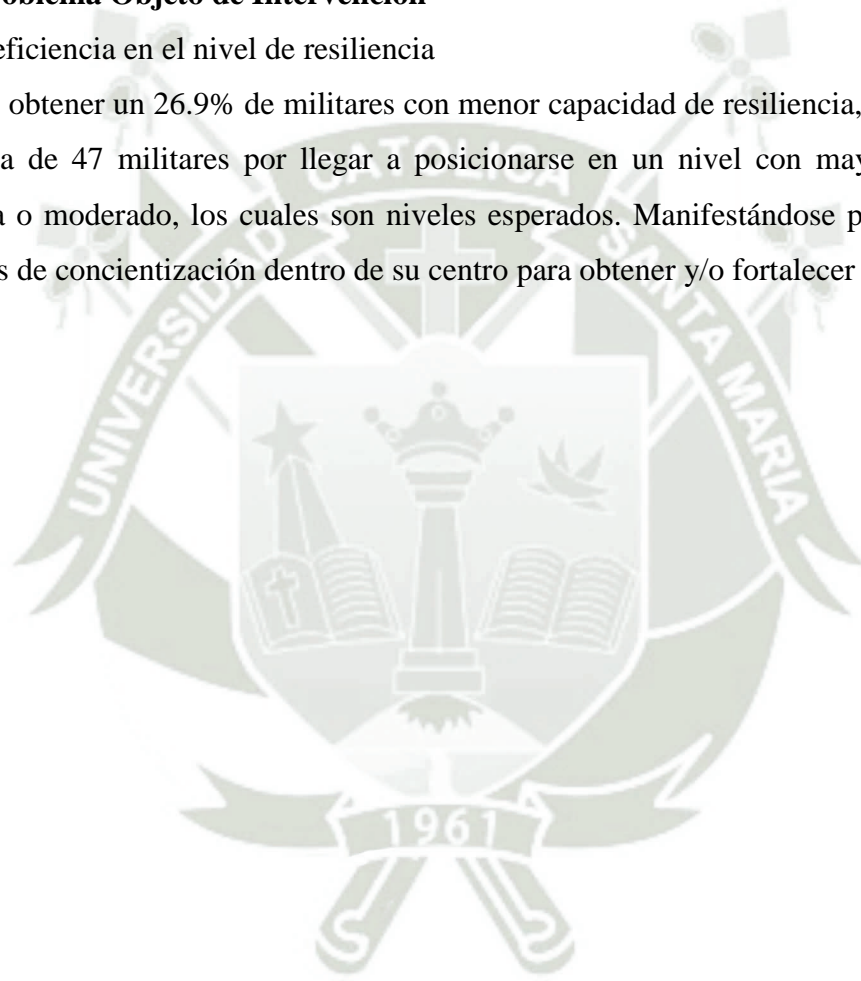 oblema Objeto de Intervención
eficiencia en el nivel de resiliencia
obtener un 26.9% de militares con menor capacidad de resiliencia,
a de 47 militares por llegar a posicionarse en un nivel con may
a o moderado, los cuales son niveles esperados. Manifestándose p
s de concientización dentro de su centro para obtener y/o fortalecer
UNIVERSIDAD CATOLICA SANTA MARIA
1961